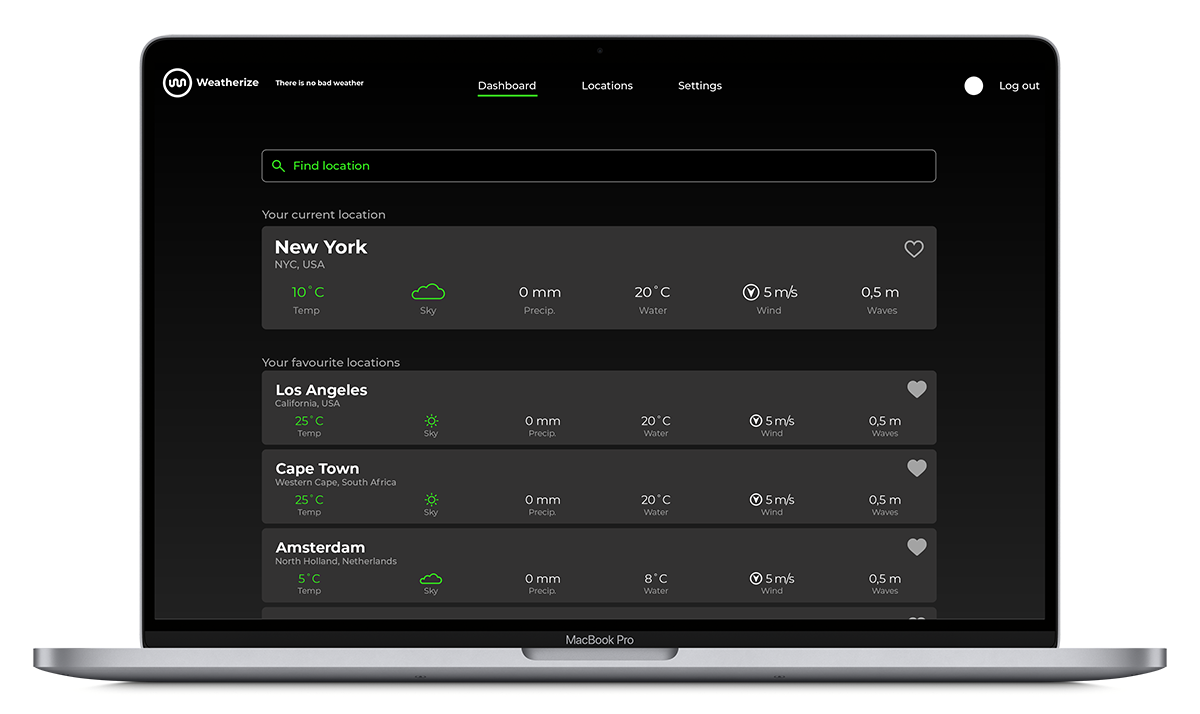 Weatherize There is no bad weather Dashboard Locations Settings Log out
Find location
Your current location
New York
NYC, USA
10°C 0 mm 20°C 5 m/s 0,5 m
Temp Sky Precip. Water Wind Waves
Your favourite locations
Los Angeles
California, USA
25°C 0 mm 20°C 5 m/s 0,5 m
Temp Sky Precip. Water Wind Waves
Cape Town
Western Cape, South Africa
25°C 0 mm 20°C 5 m/s 0,5 m
Temp Sky Precip. Water Wind Waves
Amsterdam
North Holland, Netherlands
5°C 0 mm 8°C 5 m/s 0,5 m
Temp Sky Precip. Water Wind Waves
MacBook Pro